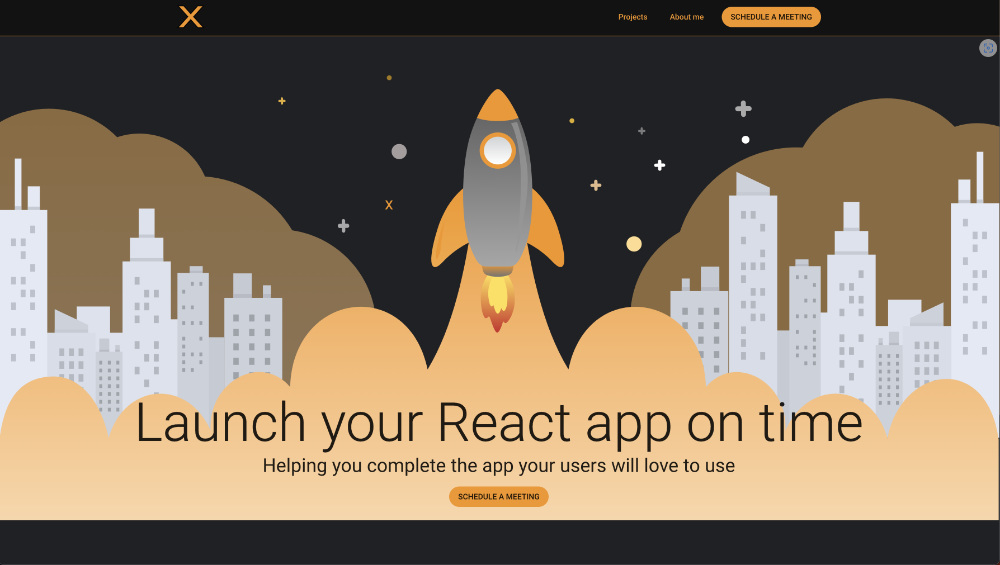 X
Projects
About me
SCHEDULE A MEETING
X
Launch your React app on time
Helping you complete the app your users will love to use
SCHEDULE A MEETING